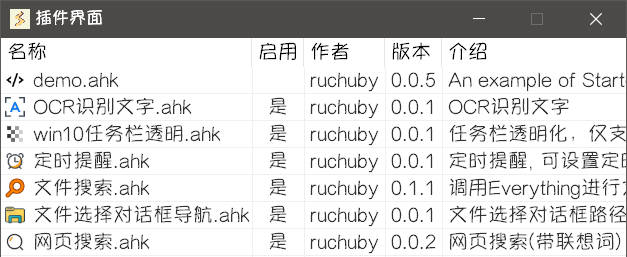 插件界面
名称 启用 作者 版本 介绍
demo.ahk ruchuby 0.0.5 An example of Start
OCR识别文字.ahk 是 ruchuby 0.0.1 OCR识别文字
win10任务栏透明.ahk 是 ruchuby 0.0.1 任务栏透明化，仅支
定时提醒.ahk 是 ruchuby 0.0.1 定时提醒, 可设置定时
文件搜索.ahk 是 ruchuby 0.1.1 调用Everything进行
文件选择对话框导航.ahk 是 ruchuby 0.0.1 文件选择对话框路径
网页搜索.ahk 是 ruchuby 0.0.2 网页搜索(带联想词)